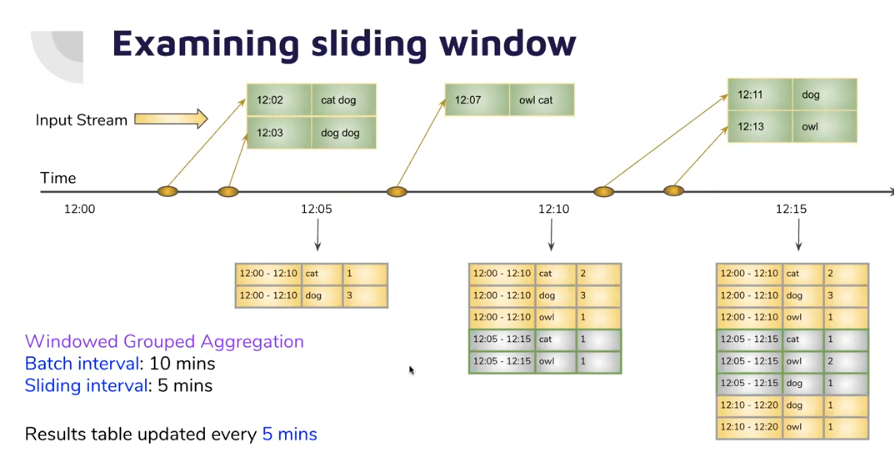 Examining sliding window
Input Stream
12:02 cat dog
12:03 dog dog
12:07 owl cat
12:11 dog
12:13 owl
Time
12:00 12:05 12:10 12:15
12:00 - 12:10 cat 1
12:00 - 12:10 dog 3
12:00 - 12:10 cat 2
12:00 - 12:10 dog 3
12:00 - 12:10 owl 1
12:05 - 12:15 cat 1
12:05 - 12:15 owl 1
12:00 - 12:10 cat 2
12:00 - 12:10 dog 3
12:00 - 12:10 owl 1
12:05 - 12:15 cat 1
12:05 - 12:15 owl 2
12:05 - 12:15 dog 1
12:10 - 12:20 dog 1
12:10 - 12:20 owl 1
Windowed Grouped Aggregation
Batch interval: 10 mins
Sliding interval: 5 mins
Results table updated every 5 mins